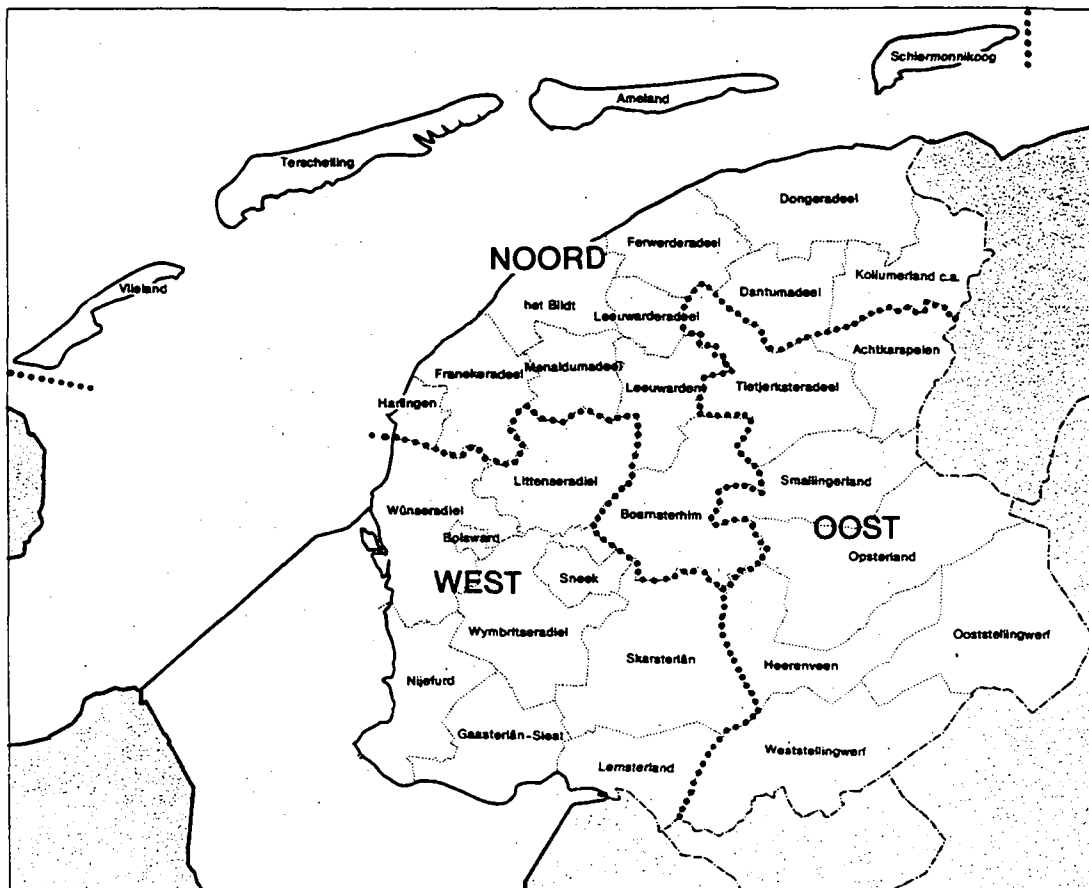 Schiermonnikoog
Ameland
Terschelling
Dongeradeel
Ferwerderadeel
NOORD
Kollumerland c.a.
Vlieland
Dantumadeel
het Bildt
Leeuwarderadeel
Achtkarspelen
Menaldumadeel
Franekeradeel
Leeuwarden
Tietjerksteradeel
Harlingen
Littenseradiel
Smallingerland
Wûnseradiel
Boarnsterhim
OOST
Bolsward
Opsterland
WEST
Sneek
Wymbritseradiel
Ooststellingwerf
Skarsterlân
Heerenveen
Nijefurd
Gaasterlân-Sleat
Weststellingwerf
Lemsterland